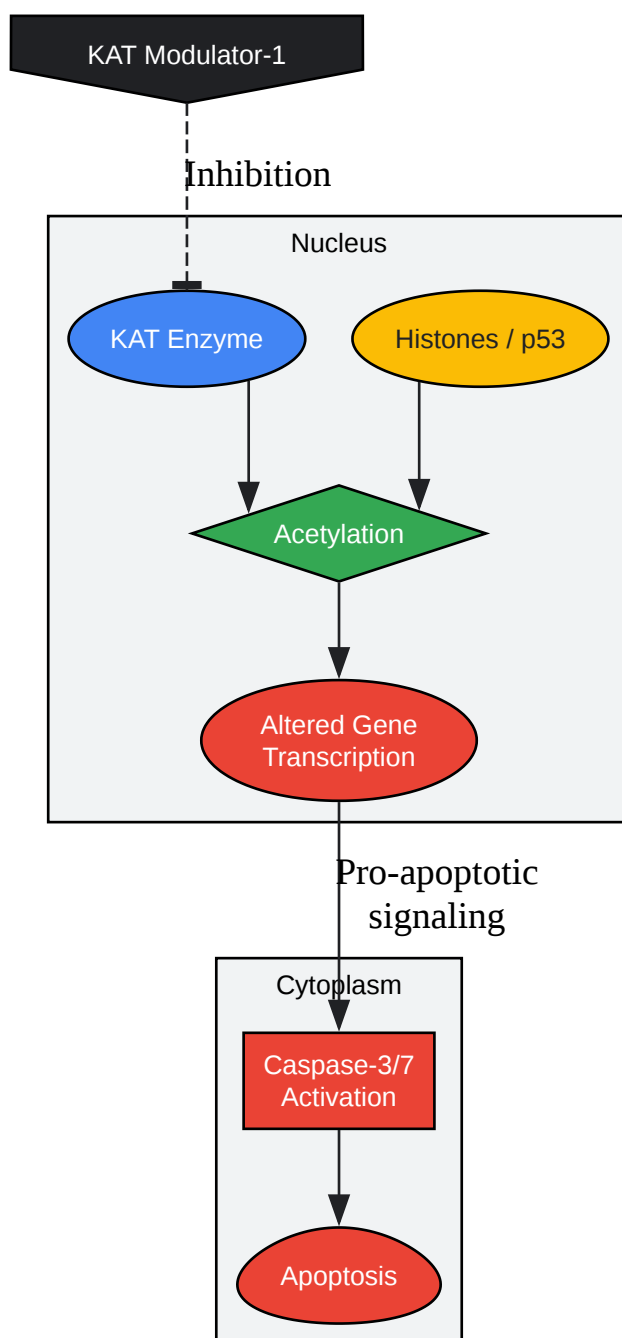 KAT Modulator-1
Inhibition
Nucleus
KAT Enzyme
Histones / p53
Acetylation
Altered Gene
Transcription
Pro-apoptotic
signaling
Cytoplasm
Caspase-3/7
Activation
Apoptosis